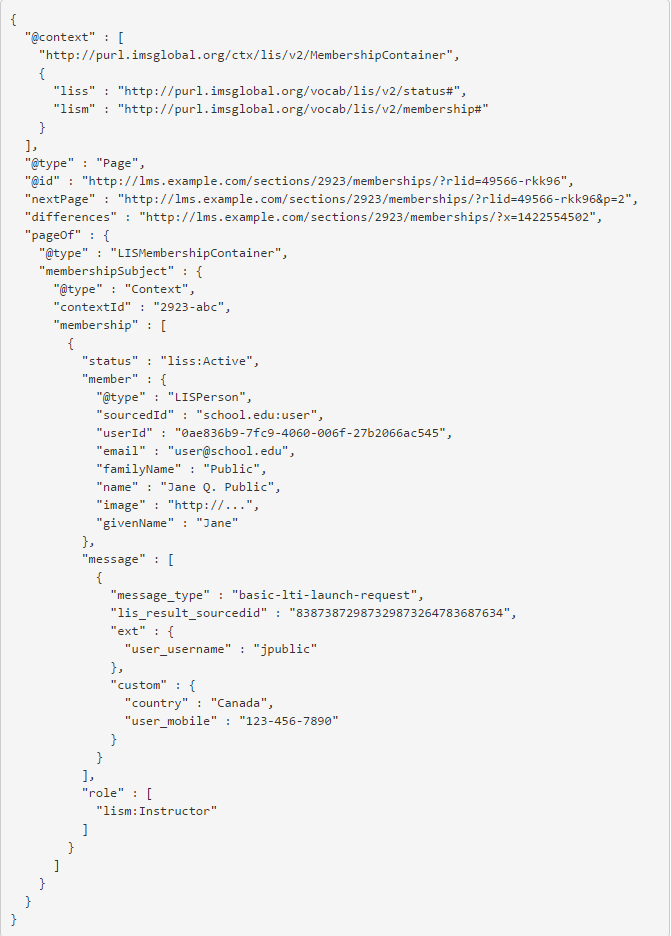 {
  "@context" : [
    "http://purl.imsglobal.org/ctx/lis/v2/MembershipContainer",
    {
      "liss" : "http://purl.imsglobal.org/vocab/lis/v2/status#",
      "lism" : "http://purl.imsglobal.org/vocab/lis/v2/membership#"
    }
  ],
  "@type" : "Page",
  "@id" : "http://lms.example.com/sections/2923/memberships/?rlid=49566-rkk96",
  "nextPage" : "http://lms.example.com/sections/2923/memberships/?rlid=49566-rkk96&p=2",
  "differences" : "http://lms.example.com/sections/2923/memberships/?x=1422554502",
  "pageOf" : {
    "@type" : "LISMembershipContainer",
    "membershipSubject" : {
      "@type" : "Context",
      "contextId" : "2923-abc",
      "membership" : [
        {
          "status" : "liss:Active",
          "member" : {
            "@type" : "LISPerson",
            "sourcedId" : "school.edu:user",
            "userId" : "0ae836b9-7fc9-4060-006f-27b2066ac545",
            "email" : "user@school.edu",
            "familyName" : "Public",
            "name" : "Jane Q. Public",
            "image" : "http://...",
            "givenName" : "Jane"
          },
          "message" : [
            {
              "message_type" : "basic-lti-launch-request",
              "lis_result_sourcedid" : "83873872987329873264783687634",
              "ext" : {
                "user_username" : "jpublic"
              },
              "custom" : {
                "country" : "Canada",
                "user_mobile" : "123-456-7890"
              }
            }
          ],
          "role" : [
            "lism:Instructor"
          ]
        }
      ]
    }
  }
}